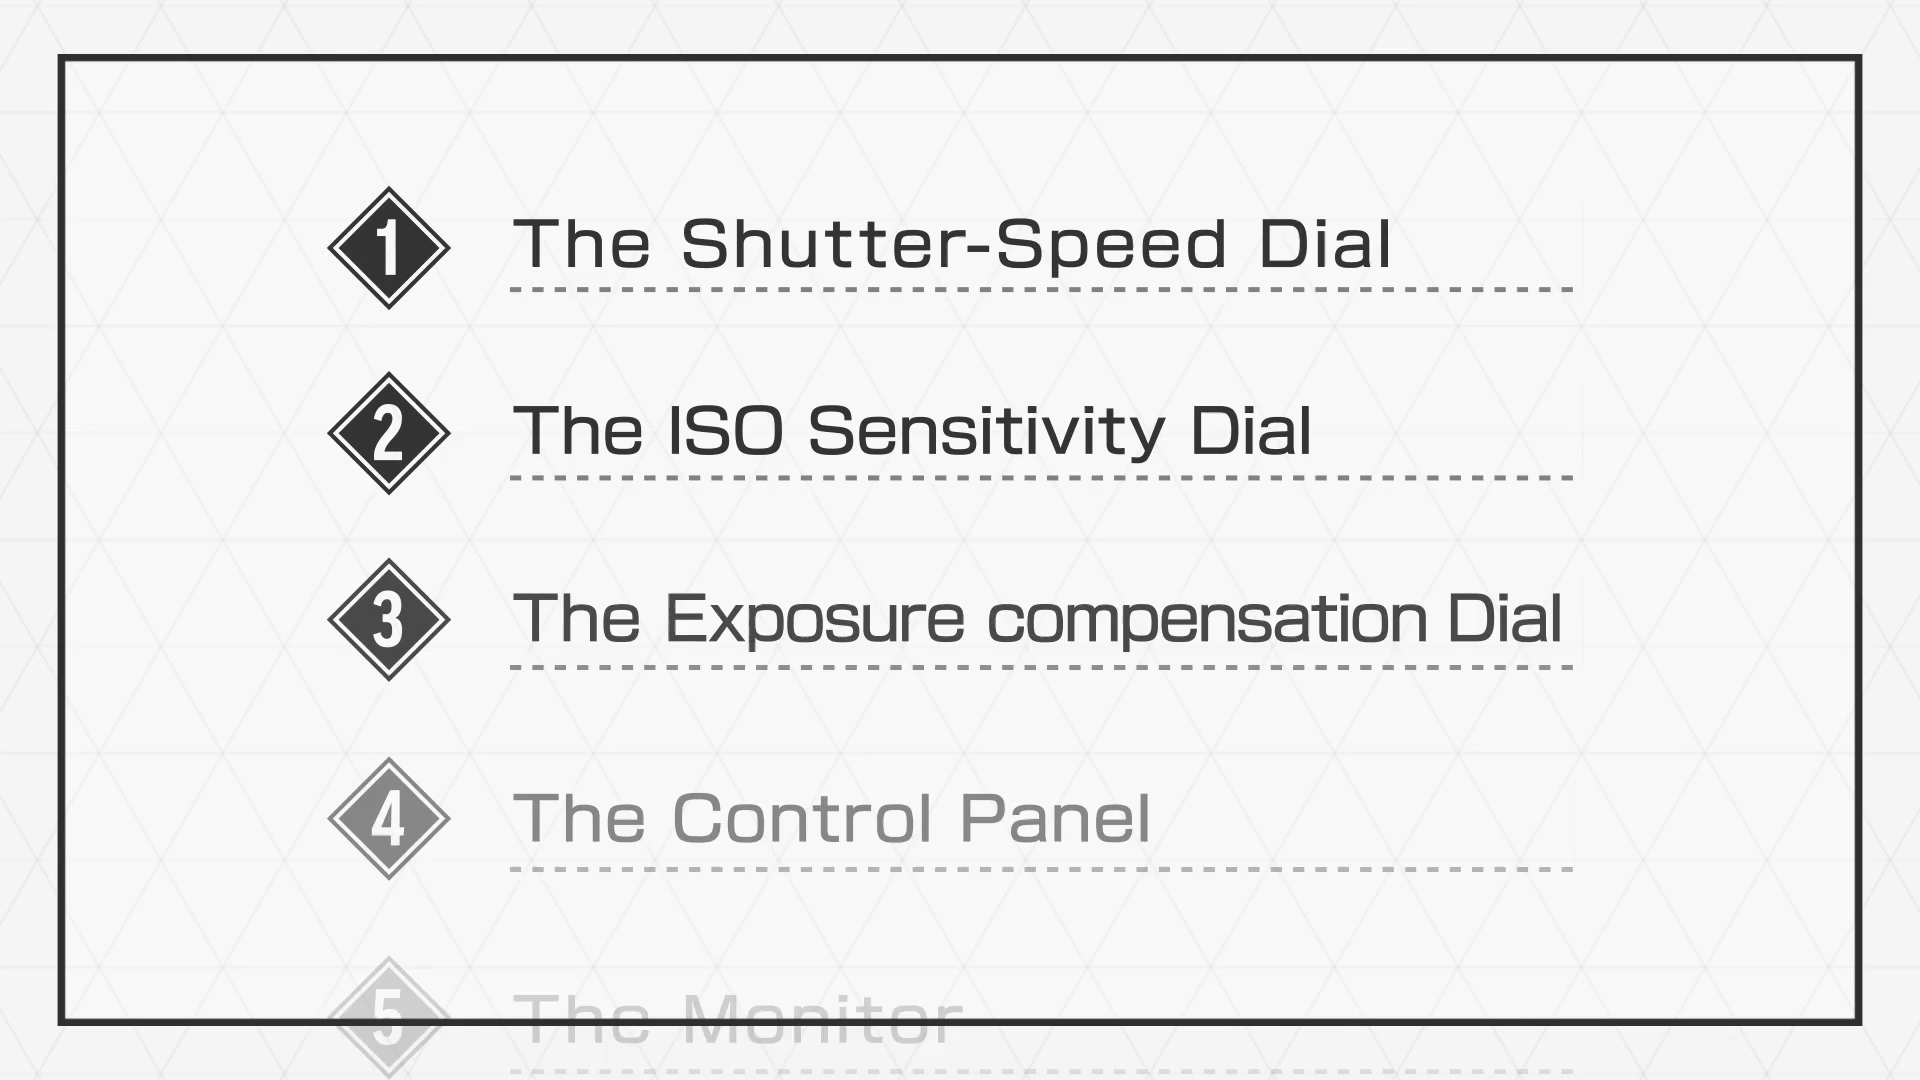 1 The Shutter-Speed Dial
2 The ISO Sensitivity Dial
3 The Exposure compensation Dial
4 The Control Panel
5 The Monitor